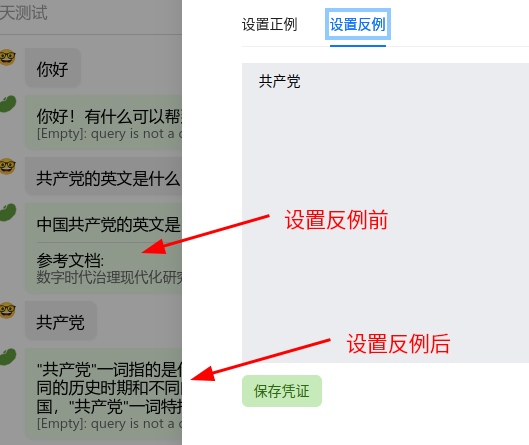 天测试
你好
你好！有什么可以帮
[Empty]: query is not a
共产党的英文是什么
中国共产党的英文是
参考文档:
数字时代治理现代化研究
共产党
"共产党"一词指的是
同的历史时期和不同
国，"共产党"一词特指
[Empty]: query is not a
设置正例
设置反例
共产党
设置反例前
设置反例后
保存凭证